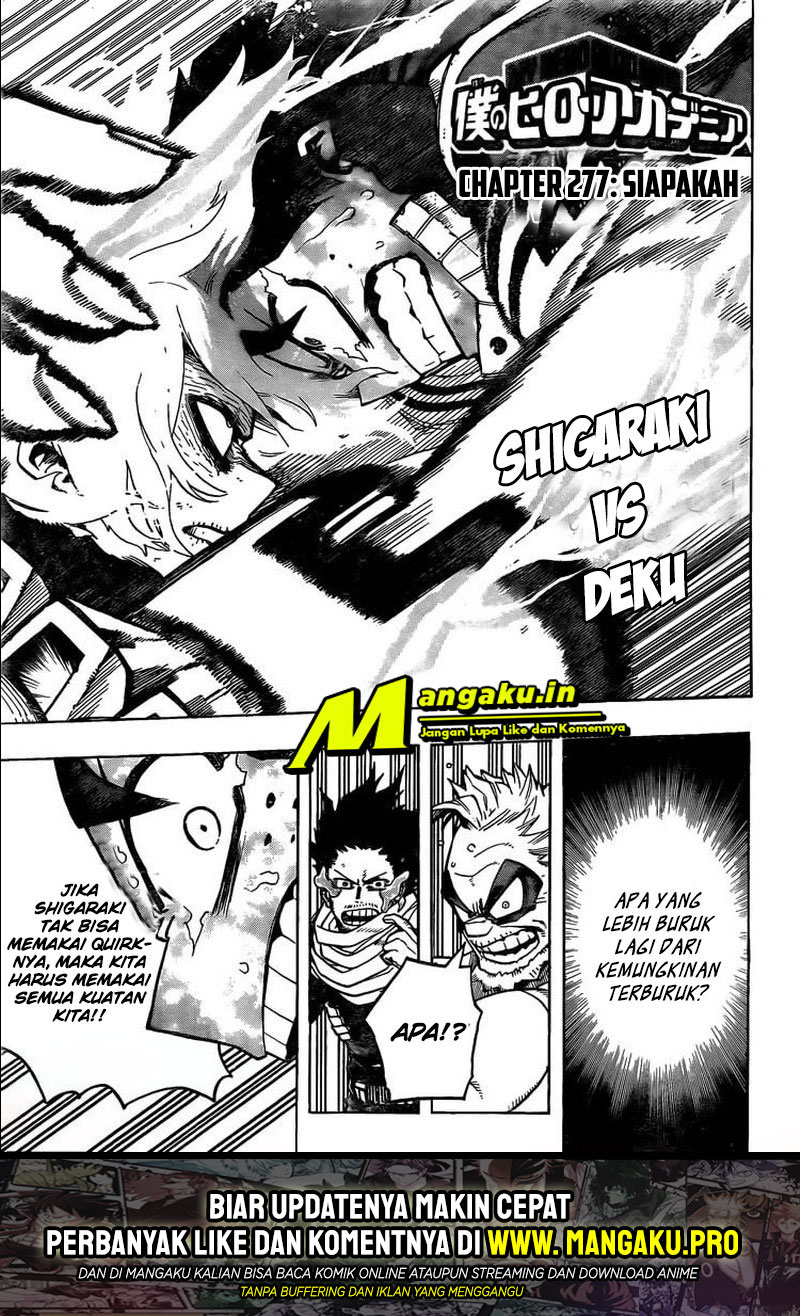 僕のヒーローアカデミア
CHAPTER 277: SIAPAKAH
SHIGARAKI
VS
DEKU
Mangaku.in
Jangan Lupa Like dan Komennya
APA YANG
LEBIH BURUK
LAGI DARI
KEMUNGKINAN
TERBURUK?
APA!?
JIKA
SHIGARAKI
TAK BISA
MEMAKAI QUIRK-
NYA, MAKA KITA
HARUS MEMAKAI
SEMUA KUATAN
KITA!!
BIAR UPDATENYA MAKIN CEPAT
PERBANYAK LIKE DAN KOMENTNYA DI WWW. MANGAKU.PRO
DAN DI MANGAKU KALIAN BISA BACA KOMIK ONLINE ATAUPUN STREAMING DAN DOWNLOAD ANIME
TANPA BUFFERING DAN IKLAN YANG MENGGANGU